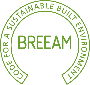 CODE FOR A SUSTAINABLE BUILT ENVIRONMENT
BREEAM